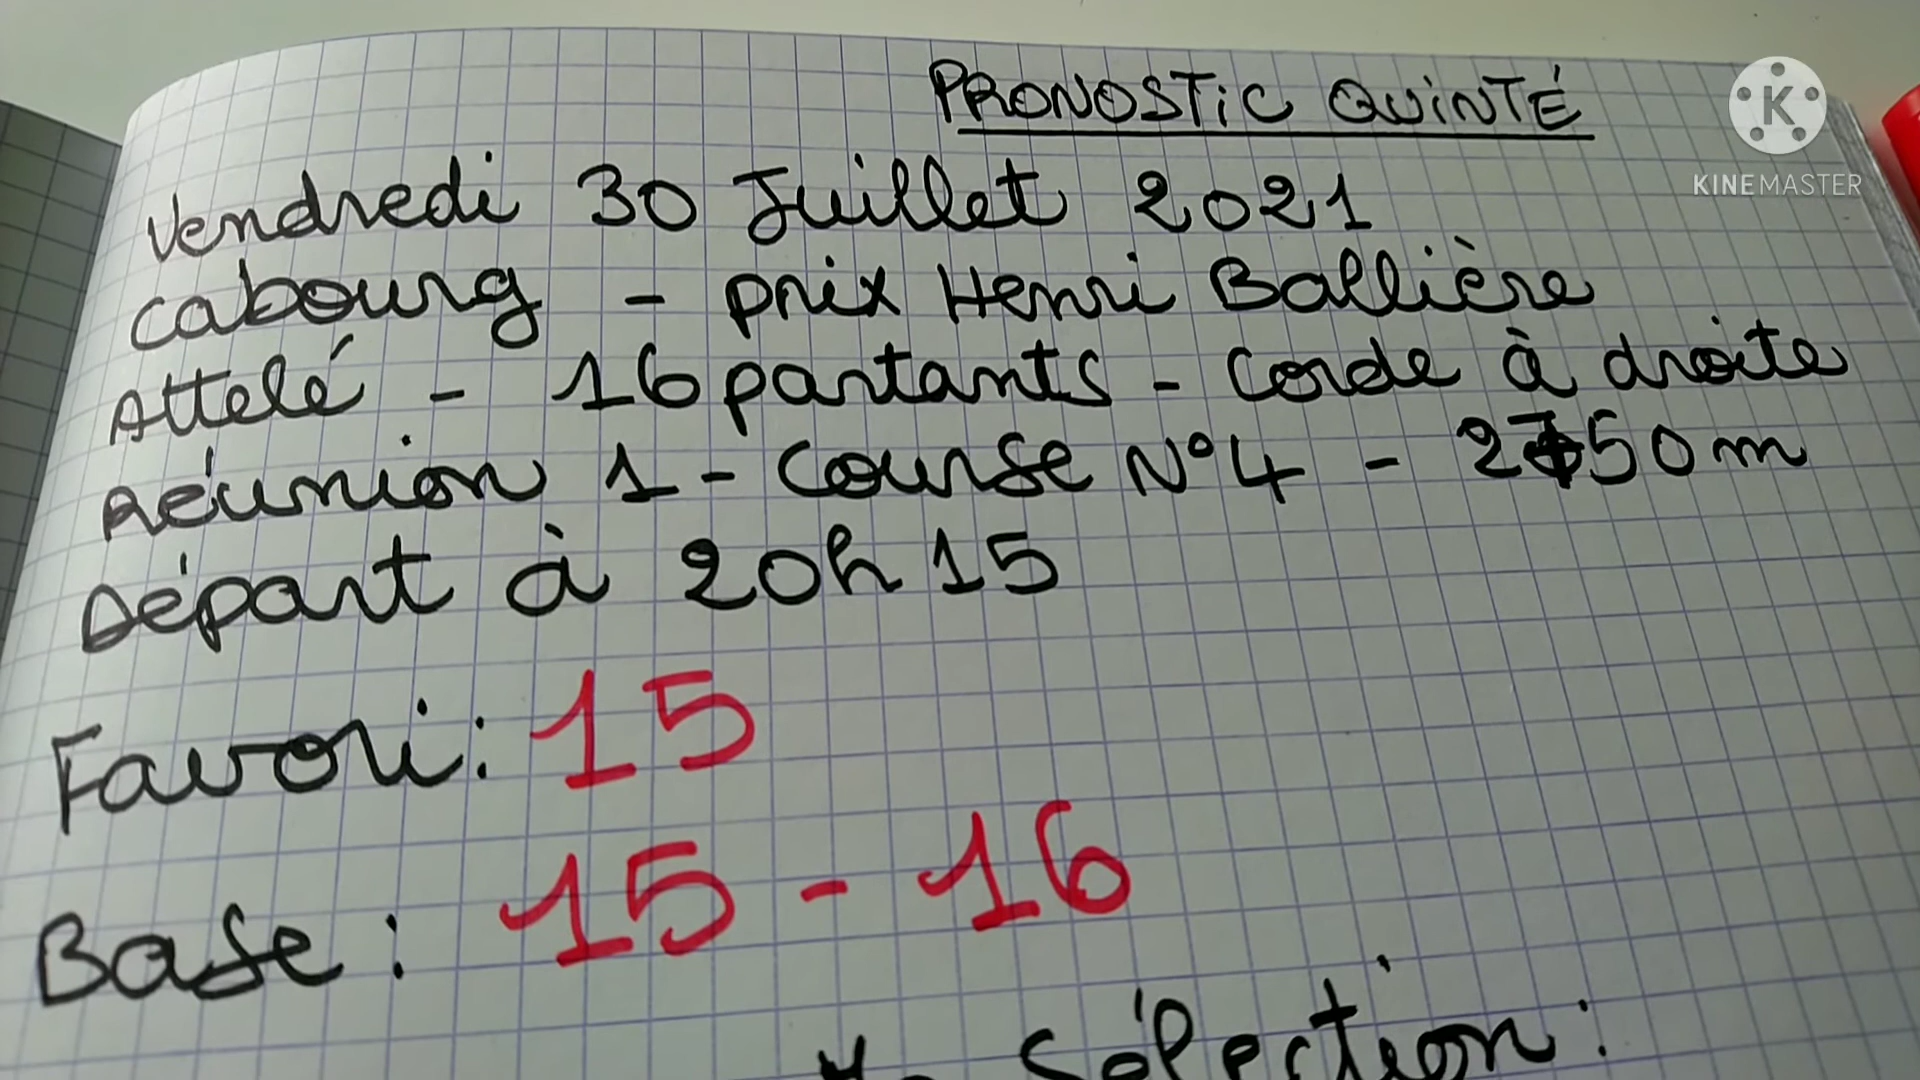 PRONOSTIC QUINTÉ
KINEMASTER
Vendredi 30 Juillet 2021
Cabourg - prix Henri Ballière
Attelé - 16 partants - corde à droite
Réunion 1 - Course N°4 - 2750m
Départ à 20h15
Favori : 15
Base : 15 - 16
sélection :